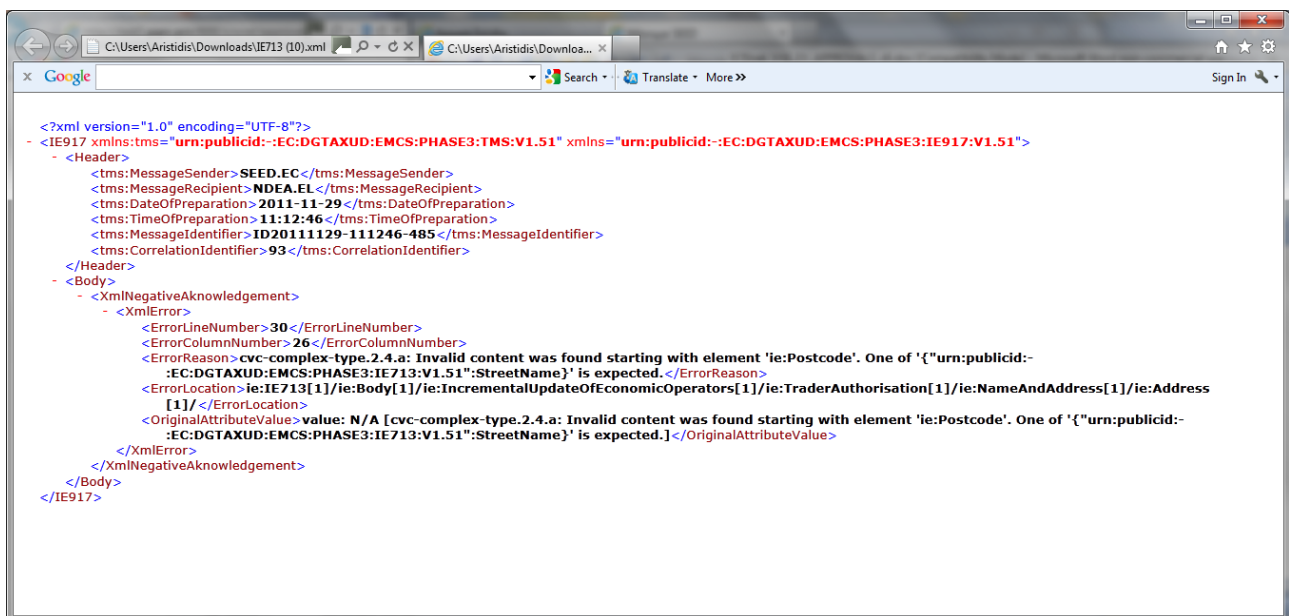 C:\Users\Aristidis\Downloads\IE713 (10).xml
C:\Users\Aristidis\Downloa...
x Google Search Translate More >> Sign In
<?xml version="1.0" encoding="UTF-8"?>
- <IE917 xmlns:tms="urn:publicid:-:EC:DGTAXUD:EMCS:PHASE3:TMS:V1.51" xmlns="urn:publicid:-:EC:DGTAXUD:EMCS:PHASE3:IE917:V1.51">
- <Header>
<tms:MessageSender>SEED.EC</tms:MessageSender>
<tms:MessageRecipient>NDEA.EL</tms:MessageRecipient>
<tms:DateOfPreparation>2011-11-29</tms:DateOfPreparation>
<tms:TimeOfPreparation>11:12:46</tms:TimeOfPreparation>
<tms:MessageIdentifier>ID20111129-111246-485</tms:MessageIdentifier>
<tms:CorrelationIdentifier>93</tms:CorrelationIdentifier>
</Header>
- <Body>
- <XmlNegativeAknowledgement>
- <XmlError>
<ErrorLineNumber>30</ErrorLineNumber>
<ErrorColumnNumber>26</ErrorColumnNumber>
<ErrorReason>cvc-complex-type.2.4.a: Invalid content was found starting with element 'ie:Postcode'. One of '{"urn:publicid:-
:EC:DGTAXUD:EMCS:PHASE3:IE713:V1.51":StreetName}' is expected.</ErrorReason>
<ErrorLocation>ie:IE713[1]/ie:Body[1]/ie:IncrementalUpdateOfEconomicOperators[1]/ie:TraderAuthorisation[1]/ie:NameAndAddress[1]/ie:Address
[1]/</ErrorLocation>
<OriginalAttributeValue>value: N/A [cvc-complex-type.2.4.a: Invalid content was found starting with element 'ie:Postcode'. One of '{"urn:publicid:-
:EC:DGTAXUD:EMCS:PHASE3:IE713:V1.51":StreetName}' is expected.]</OriginalAttributeValue>
</XmlError>
</XmlNegativeAknowledgement>
</Body>
</IE917>